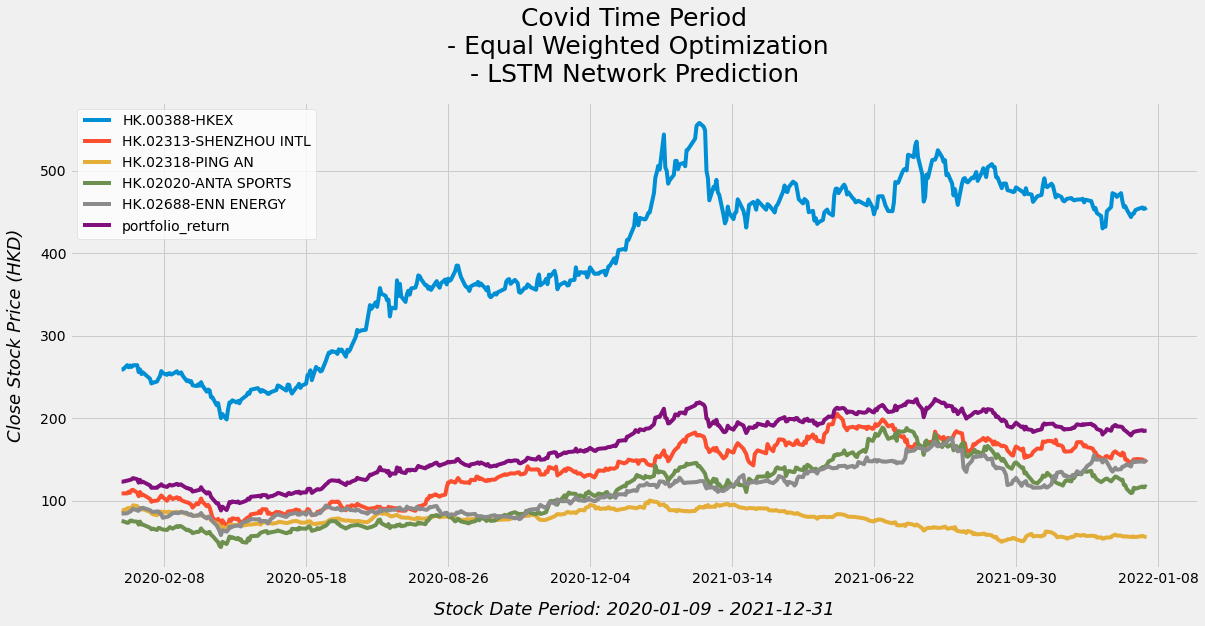 Covid Time Period
- Equal Weighted Optimization
- LSTM Network Prediction
HK.00388-HKEX
HK.02313-SHENZHOU INTL
HK.02318-PING AN
HK.02020-ANTA SPORTS
HK.02688-ENN ENERGY
portfolio_return
Close Stock Price (HKD)
500
400
300
200
100
2020-02-08
2020-05-18
2020-08-26
2020-12-04
2021-03-14
2021-06-22
2021-09-30
2022-01-08
Stock Date Period: 2020-01-09 - 2021-12-31